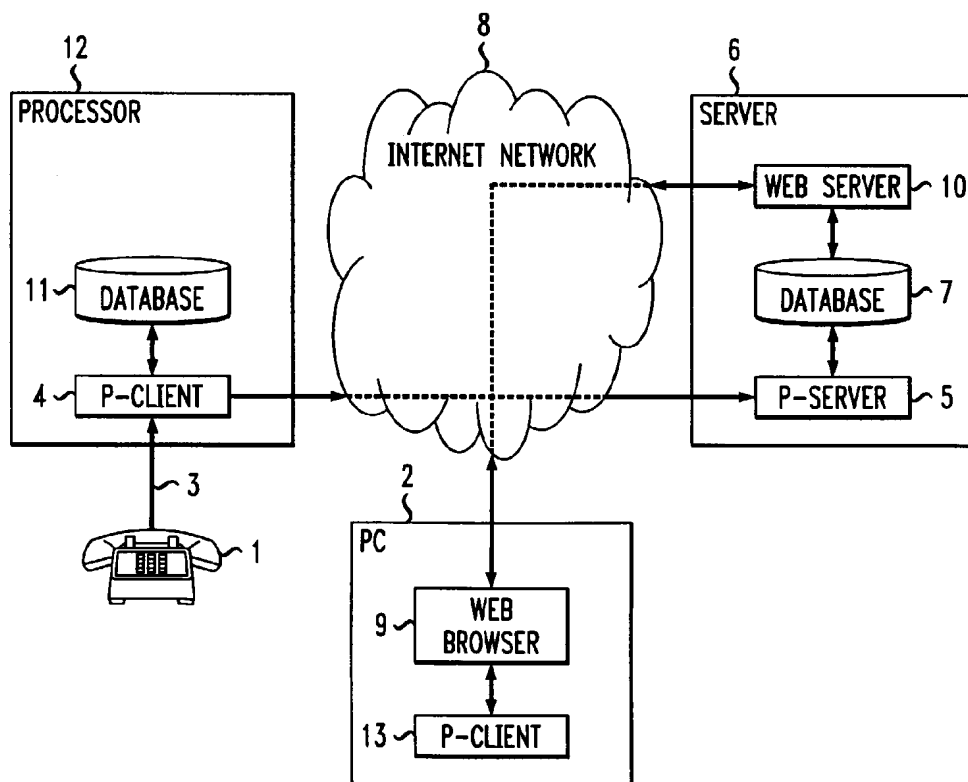 12
PROCESSOR
11
DATABASE
4
P-CLIENT
3
1
8
INTERNET NETWORK
6
SERVER
WEB SERVER
10
DATABASE
7
P-SERVER
5
2
PC
9
WEB
BROWSER
13
P-CLIENT